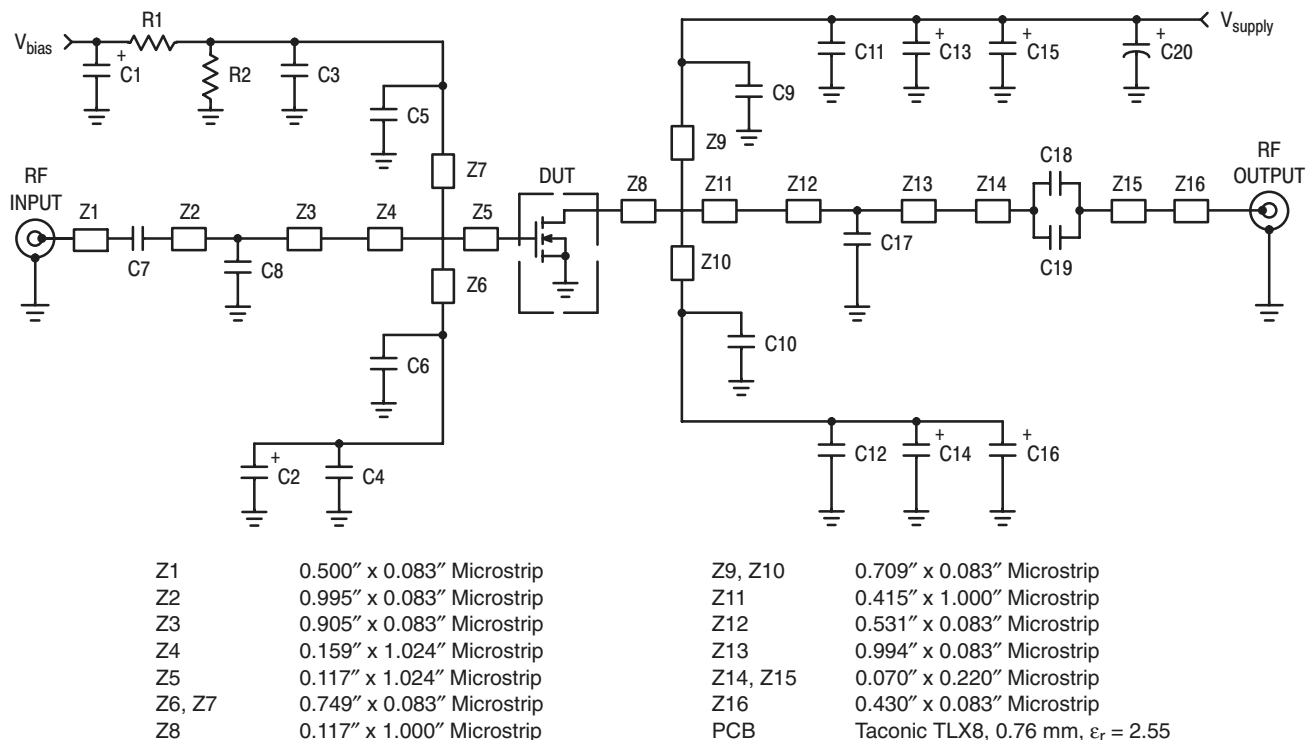 V_bias
R1
+
C1
R2
C3
C5
Z7
RF
INPUT
Z1
C7
Z2
C8
Z3
Z4
Z5
Z6
C6
+
C2
C4
DUT
V_supply
C11
+
C13
+
C15
+
C20
C9
Z9
Z8
Z11
Z12
C17
Z13
Z14
C18
C19
Z15
Z16
RF
OUTPUT
Z10
C10
C12
+
C14
+
C16
Z1 0.500″ x 0.083″ Microstrip
Z2 0.995″ x 0.083″ Microstrip
Z3 0.905″ x 0.083″ Microstrip
Z4 0.159″ x 1.024″ Microstrip
Z5 0.117″ x 1.024″ Microstrip
Z6, Z7 0.749″ x 0.083″ Microstrip
Z8 0.117″ x 1.000″ Microstrip
Z9, Z10 0.709″ x 0.083″ Microstrip
Z11 0.415″ x 1.000″ Microstrip
Z12 0.531″ x 0.083″ Microstrip
Z13 0.994″ x 0.083″ Microstrip
Z14, Z15 0.070″ x 0.220″ Microstrip
Z16 0.430″ x 0.083″ Microstrip
PCB Taconic TLX8, 0.76 mm, εr = 2.55